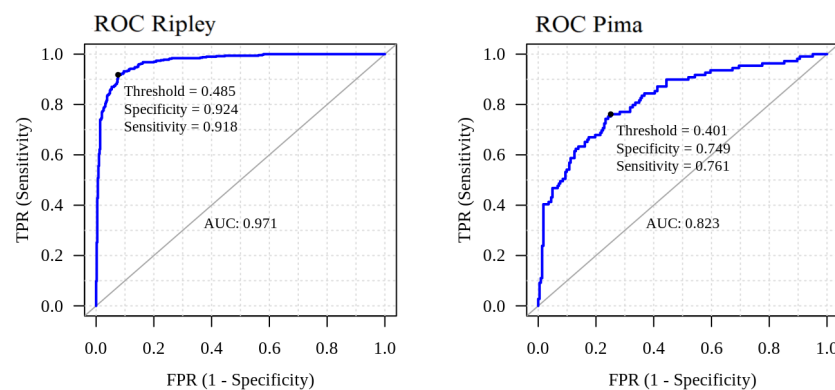 ROC Ripley
1.0
0.8
0.6
0.4
0.2
0.0
TPR (Sensitivity)
Threshold = 0.485
Specificity = 0.924
Sensitivity = 0.918
AUC: 0.971
0.0 0.2 0.4 0.6 0.8 1.0
FPR (1 - Specificity)
ROC Pima
1.0
0.8
0.6
0.4
0.2
0.0
TPR (Sensitivity)
Threshold = 0.401
Specificity = 0.749
Sensitivity = 0.761
AUC: 0.823
0.0 0.2 0.4 0.6 0.8 1.0
FPR (1 - Specificity)